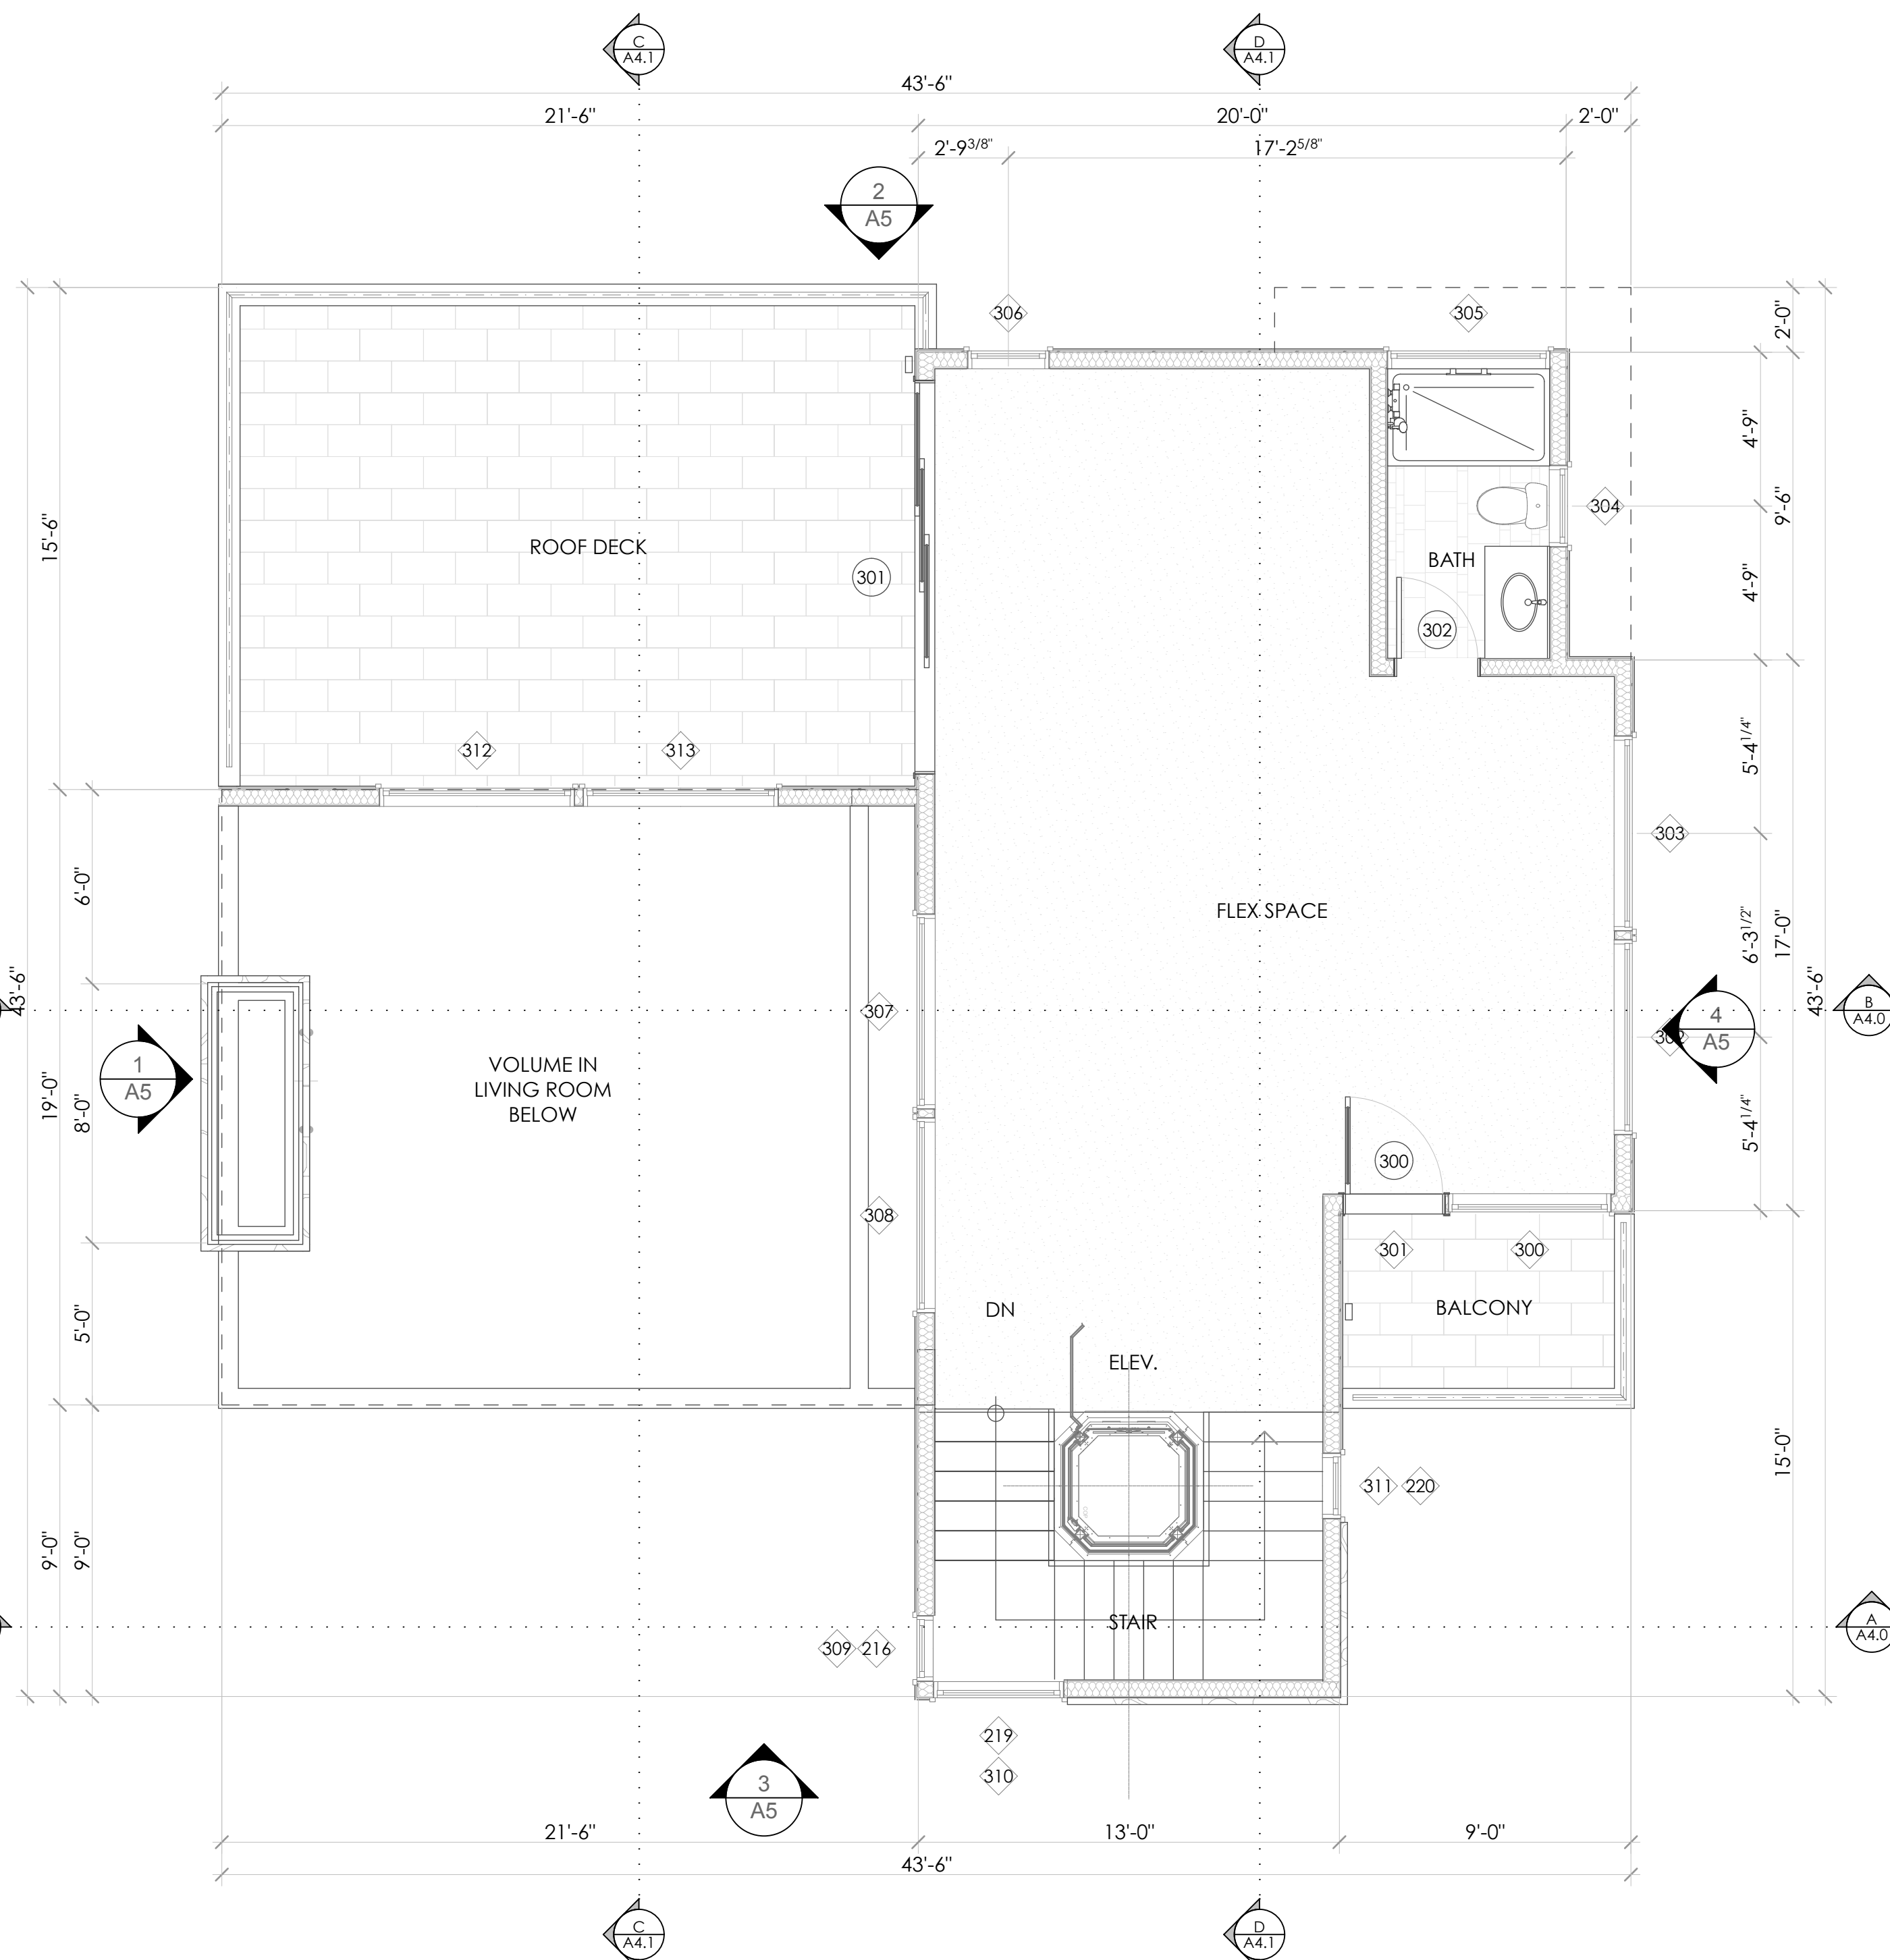 C
A4.1
D
A4.1
43'-6"
21'-6"
20'-0"
2'-0"
2'-9 3/8"
17'-2 5/8"
2
A5
306
305
2'-0"
4'-9"
9'-6"
304
15'-6"
ROOF DECK
301
BATH
4'-9"
302
312
313
5'-4 1/4"
303
6'-0"
FLEX SPACE
6'-3 1/2"
17'-0"
43'-6"
43'-6"
307
B
A4.0
4
A5
302
1
A5
VOLUME IN
LIVING ROOM
BELOW
19'-0"
8'-0"
5'-4 1/4"
300
308
301
300
5'-0"
DN
BALCONY
ELEV.
15'-0"
311
220
9'-0"
9'-0"
STAIR
A
A4.0
309
216
219
310
3
A5
21'-6"
13'-0"
9'-0"
43'-6"
C
A4.1
D
A4.1